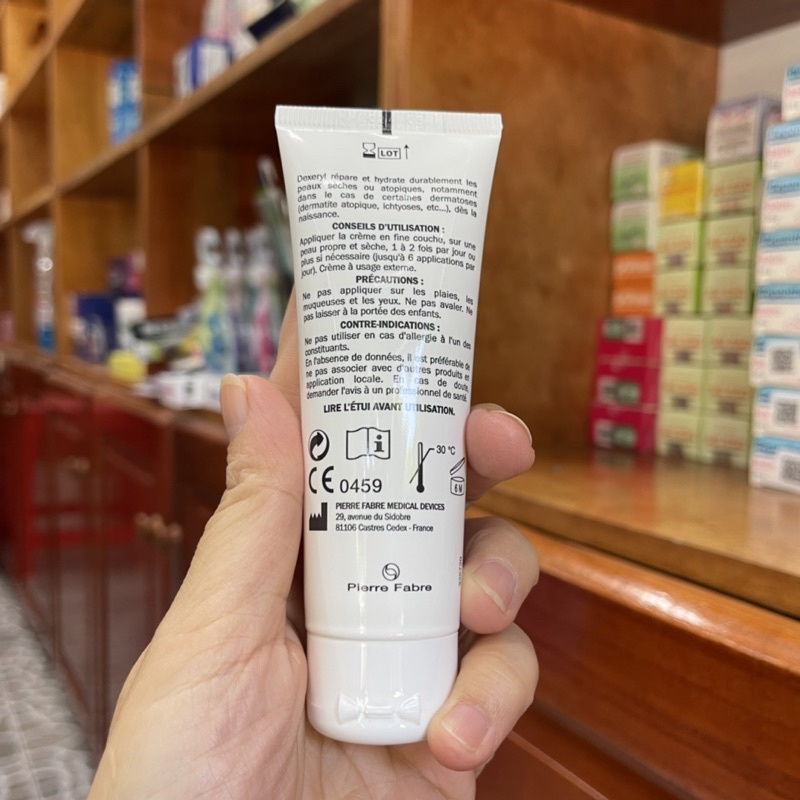 LOT
Dexeryl répare et hydrate durablement les
peaux sèches ou atopiques, notamment
dans le cas de certaines dermatoses
(dermatite atopique, ichtyoses, etc...), dès la
naissance.
CONSEILS D'UTILISATION :
Appliquer la crème en fine couche, sur une
peau propre et sèche, 1 à 2 fois par jour ou
plus si nécessaire (jusqu'à 6 applications par
jour). Crème à usage externe.
PRÉCAUTIONS :
Ne pas appliquer sur les plaies, les
muqueuses et les yeux. Ne pas avaler. Ne
pas laisser à la portée des enfants.
CONTRE-INDICATIONS :
Ne pas utiliser en cas d'allergie à l'un des
constituants.
En l'absence de données, il est préférable de
ne pas associer avec d'autres produits en
application locale. En cas de doute,
demander l'avis à un professionnel de santé.
LIRE L'ÉTUI AVANT UTILISATION.
30 °C
CE 0459
6 M
PIERRE FABRE MEDICAL DEVICES
29, avenue du Sidobre
81106 Castres Cedex - France
Pierre Fabre